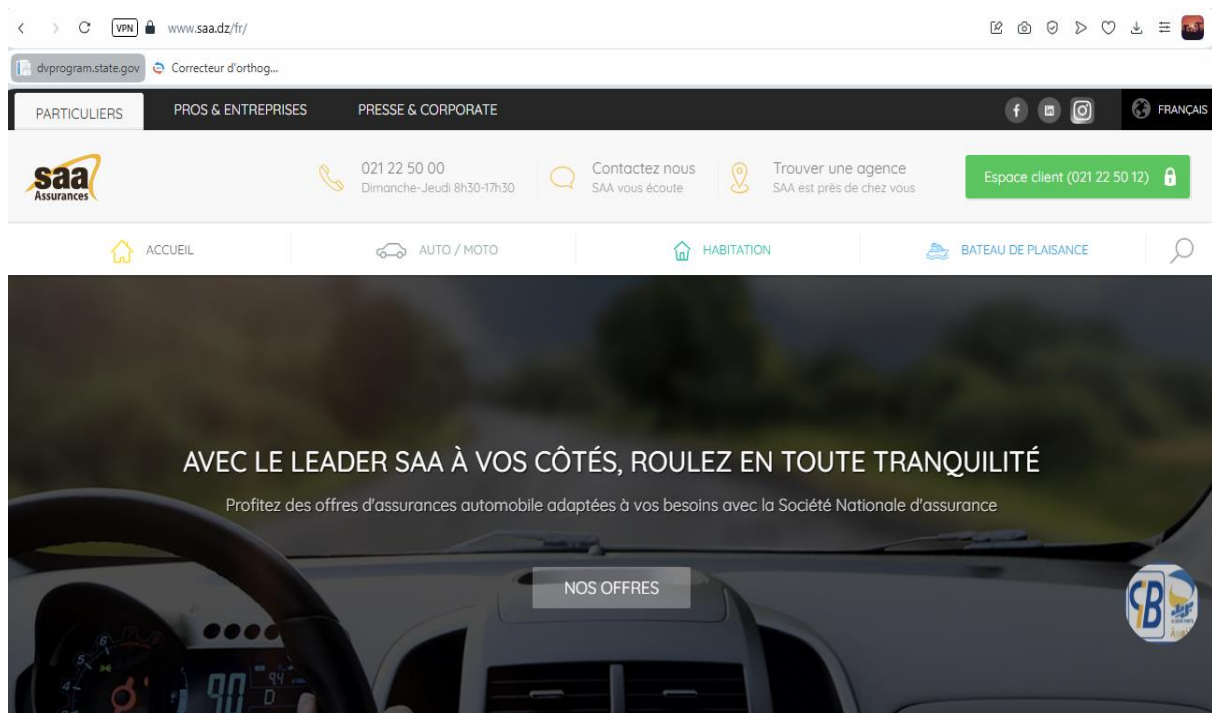 VPN www.saa.dz/fr/
dvprogram.state.gov Correcteur d'orthog...
PARTICULIERS PROS & ENTREPRISES PRESSE & CORPORATE FRANÇAIS
saa
Assurances
021 22 50 00
Dimanche-Jeudi 8h30-17h30
Contactez nous
SAA vous écoute
Trouver une agence
SAA est près de chez vous
Espace client (021 22 50 12)
ACCUEIL AUTO / MOTO HABITATION BATEAU DE PLAISANCE
AVEC LE LEADER SAA À VOS CÔTÉS, ROULEZ EN TOUTE TRANQUILITÉ
Profitez des offres d'assurances automobile adaptées à vos besoins avec la Société Nationale d'assurance
NOS OFFRES
90
94
D